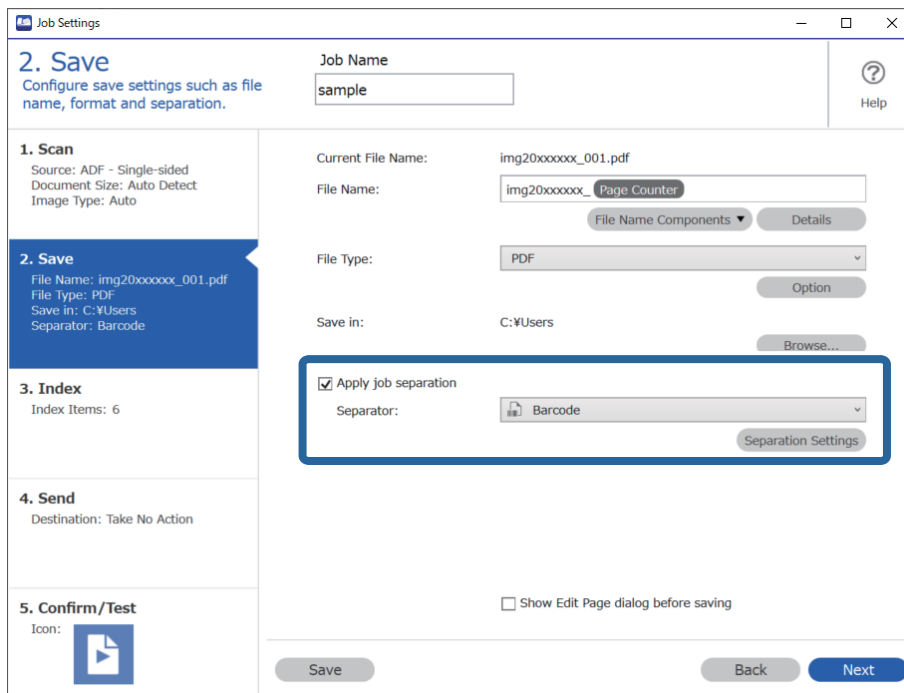 Job Settings
2. Save
Configure save settings such as file
name, format and separation.
Job Name
sample
Help
1. Scan
Source: ADF - Single-sided
Document Size: Auto Detect
Image Type: Auto
2. Save
File Name: img20xxxxxx_001.pdf
File Type: PDF
Save in: C:¥Users
Separator: Barcode
3. Index
Index Items: 6
4. Send
Destination: Take No Action
5. Confirm/Test
Icon:
Current File Name: img20xxxxxx_001.pdf
File Name: img20xxxxxx_ Page Counter
File Name Components ▼ Details
File Type: PDF
Option
Save in: C:¥Users
Browse...
Apply job separation
Separator: Barcode
Separation Settings
Show Edit Page dialog before saving
Save Back Next